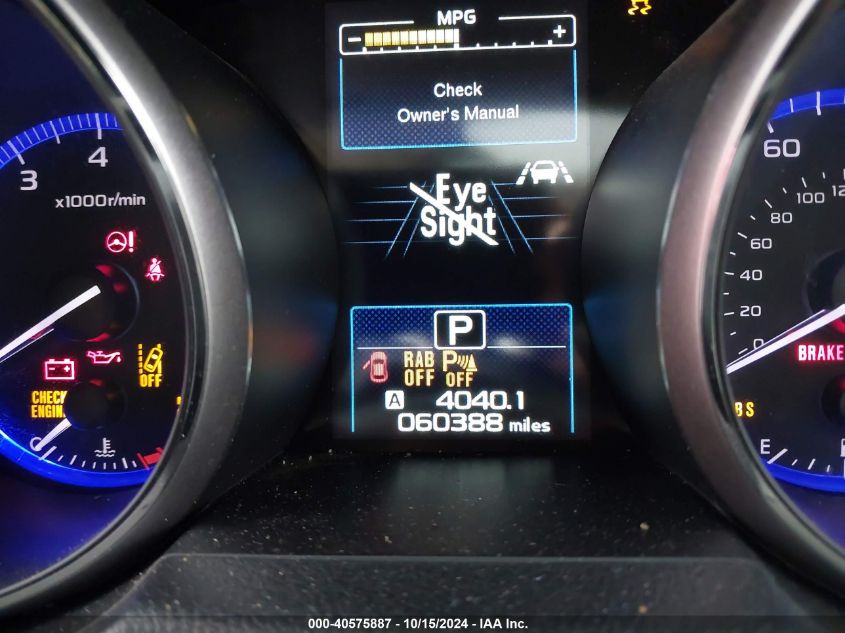 MPG
- +
Check
Owner's Manual
3 4
x1000r/min
Eye
Sight
60
0 20 40 60 80 100
P
RAB
OFF
P
OFF
OFF
CHECK
ENGIN
C
A 4040.1
060388 miles
BRAKE
BS
E
000-40575887 - 10/15/2024 - IAA Inc.